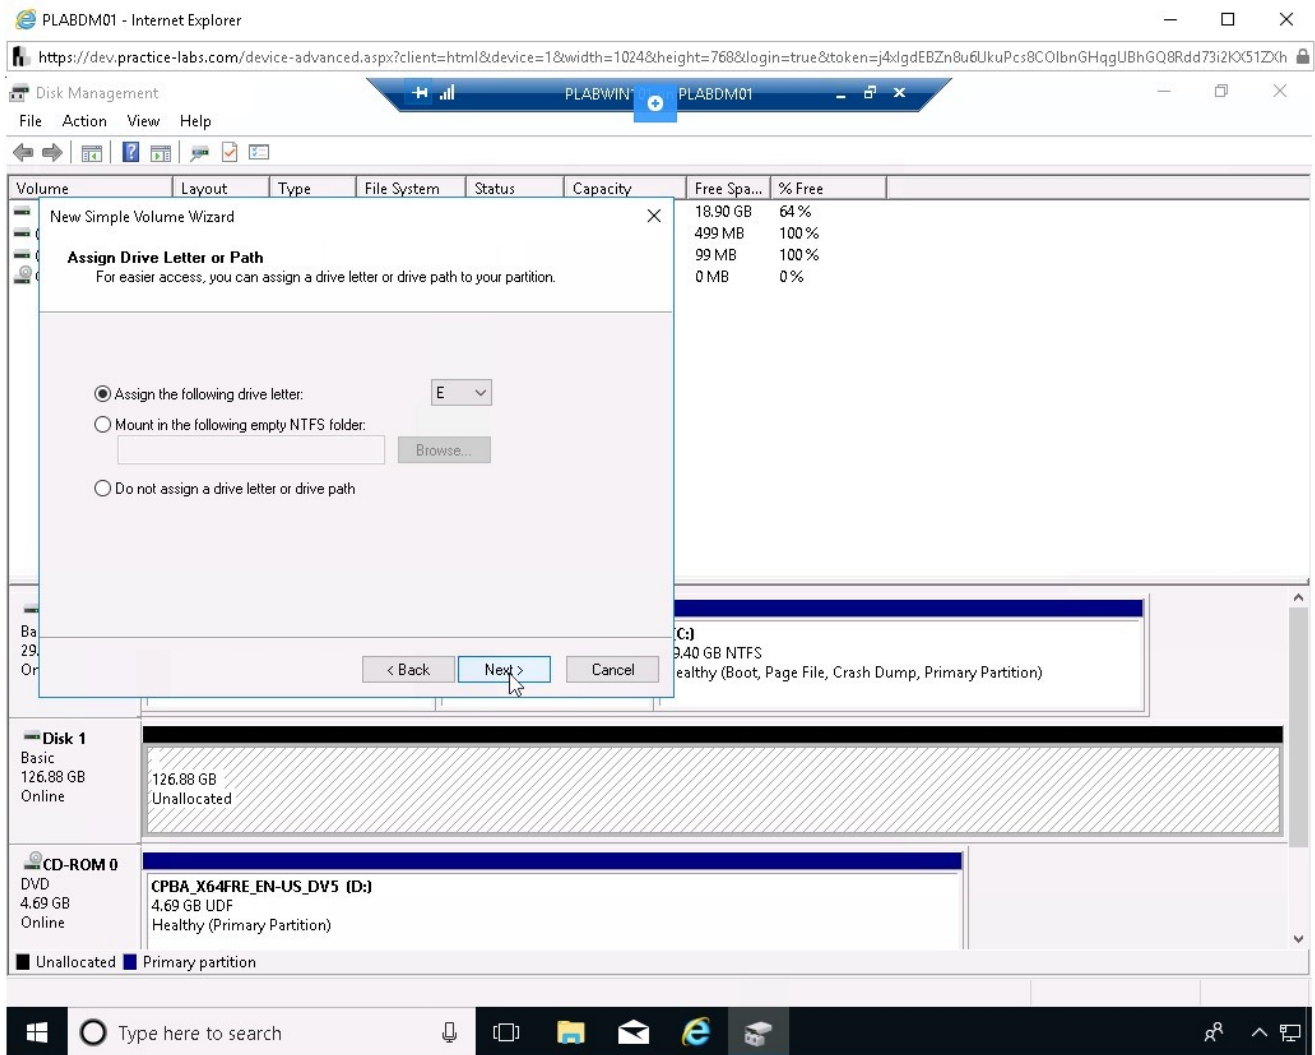 PLABDM01 - Internet Explorer
https://dev.practice-labs.com/device-advanced.aspx?client=html&device=1&width=1024&height=768&login=true&token=j4xIgdEBZn8u6UkuPcs8COIbnGHqgUBhGQ8Rdd73i2KX51ZXh
Disk Management
PLABDM01
File Action View Help
Volume Layout Type File System Status Capacity Free Spa... % Free
18.90 GB 64 %
499 MB 100 %
99 MB 100 %
0 MB 0 %
New Simple Volume Wizard
Assign Drive Letter or Path
For easier access, you can assign a drive letter or drive path to your partition.
Assign the following drive letter: E
Mount in the following empty NTFS folder:
Browse...
Do not assign a drive letter or drive path
< Back Next > Cancel
Ba
29.
On
(C:)
9.40 GB NTFS
ealthy (Boot, Page File, Crash Dump, Primary Partition)
Disk 1
Basic
126.88 GB
Online
126.88 GB
Unallocated
CD-ROM 0
DVD
4.69 GB
Online
CPBA_X64FRE_EN-US_DV5 (D:)
4.69 GB UDF
Healthy (Primary Partition)
Unallocated Primary partition
Type here to search